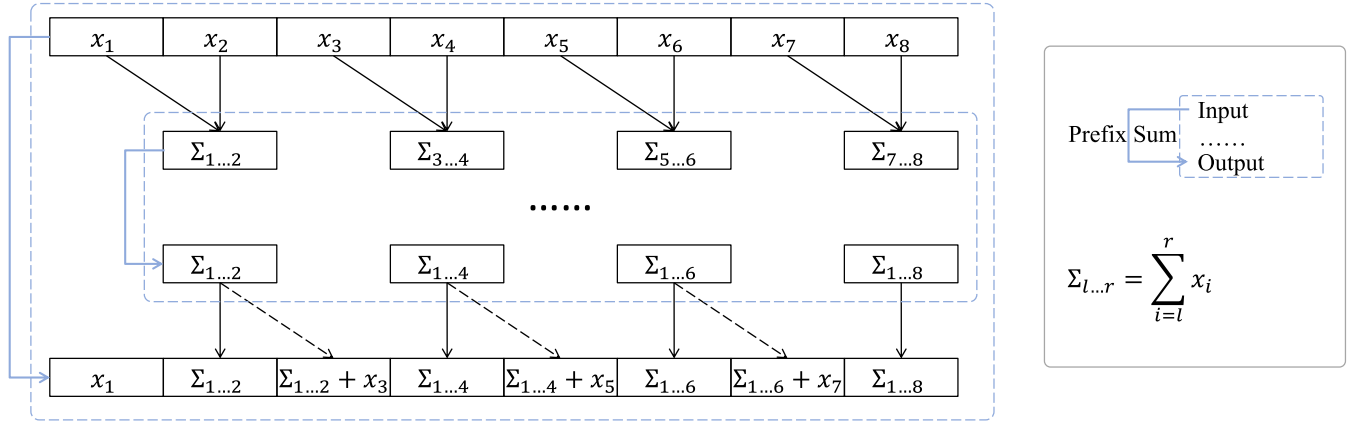 x₁ x₂ x₃ x₄ x₅ x₆ x₇ x₈
Σ₁…₂ Σ₃…₄ Σ₅…₆ Σ₇…₈
……
Σ₁…₂ Σ₁…₄ Σ₁…₆ Σ₁…₈
x₁ Σ₁…₂ Σ₁…₂ + x₃ Σ₁…₄ Σ₁…₄ + x₅ Σ₁…₆ Σ₁…₆ + x₇ Σ₁…₈
Input
Prefix Sum ……
Output
Σₗ…ᵣ = ∑ᵢ₌ₗʳ xᵢ